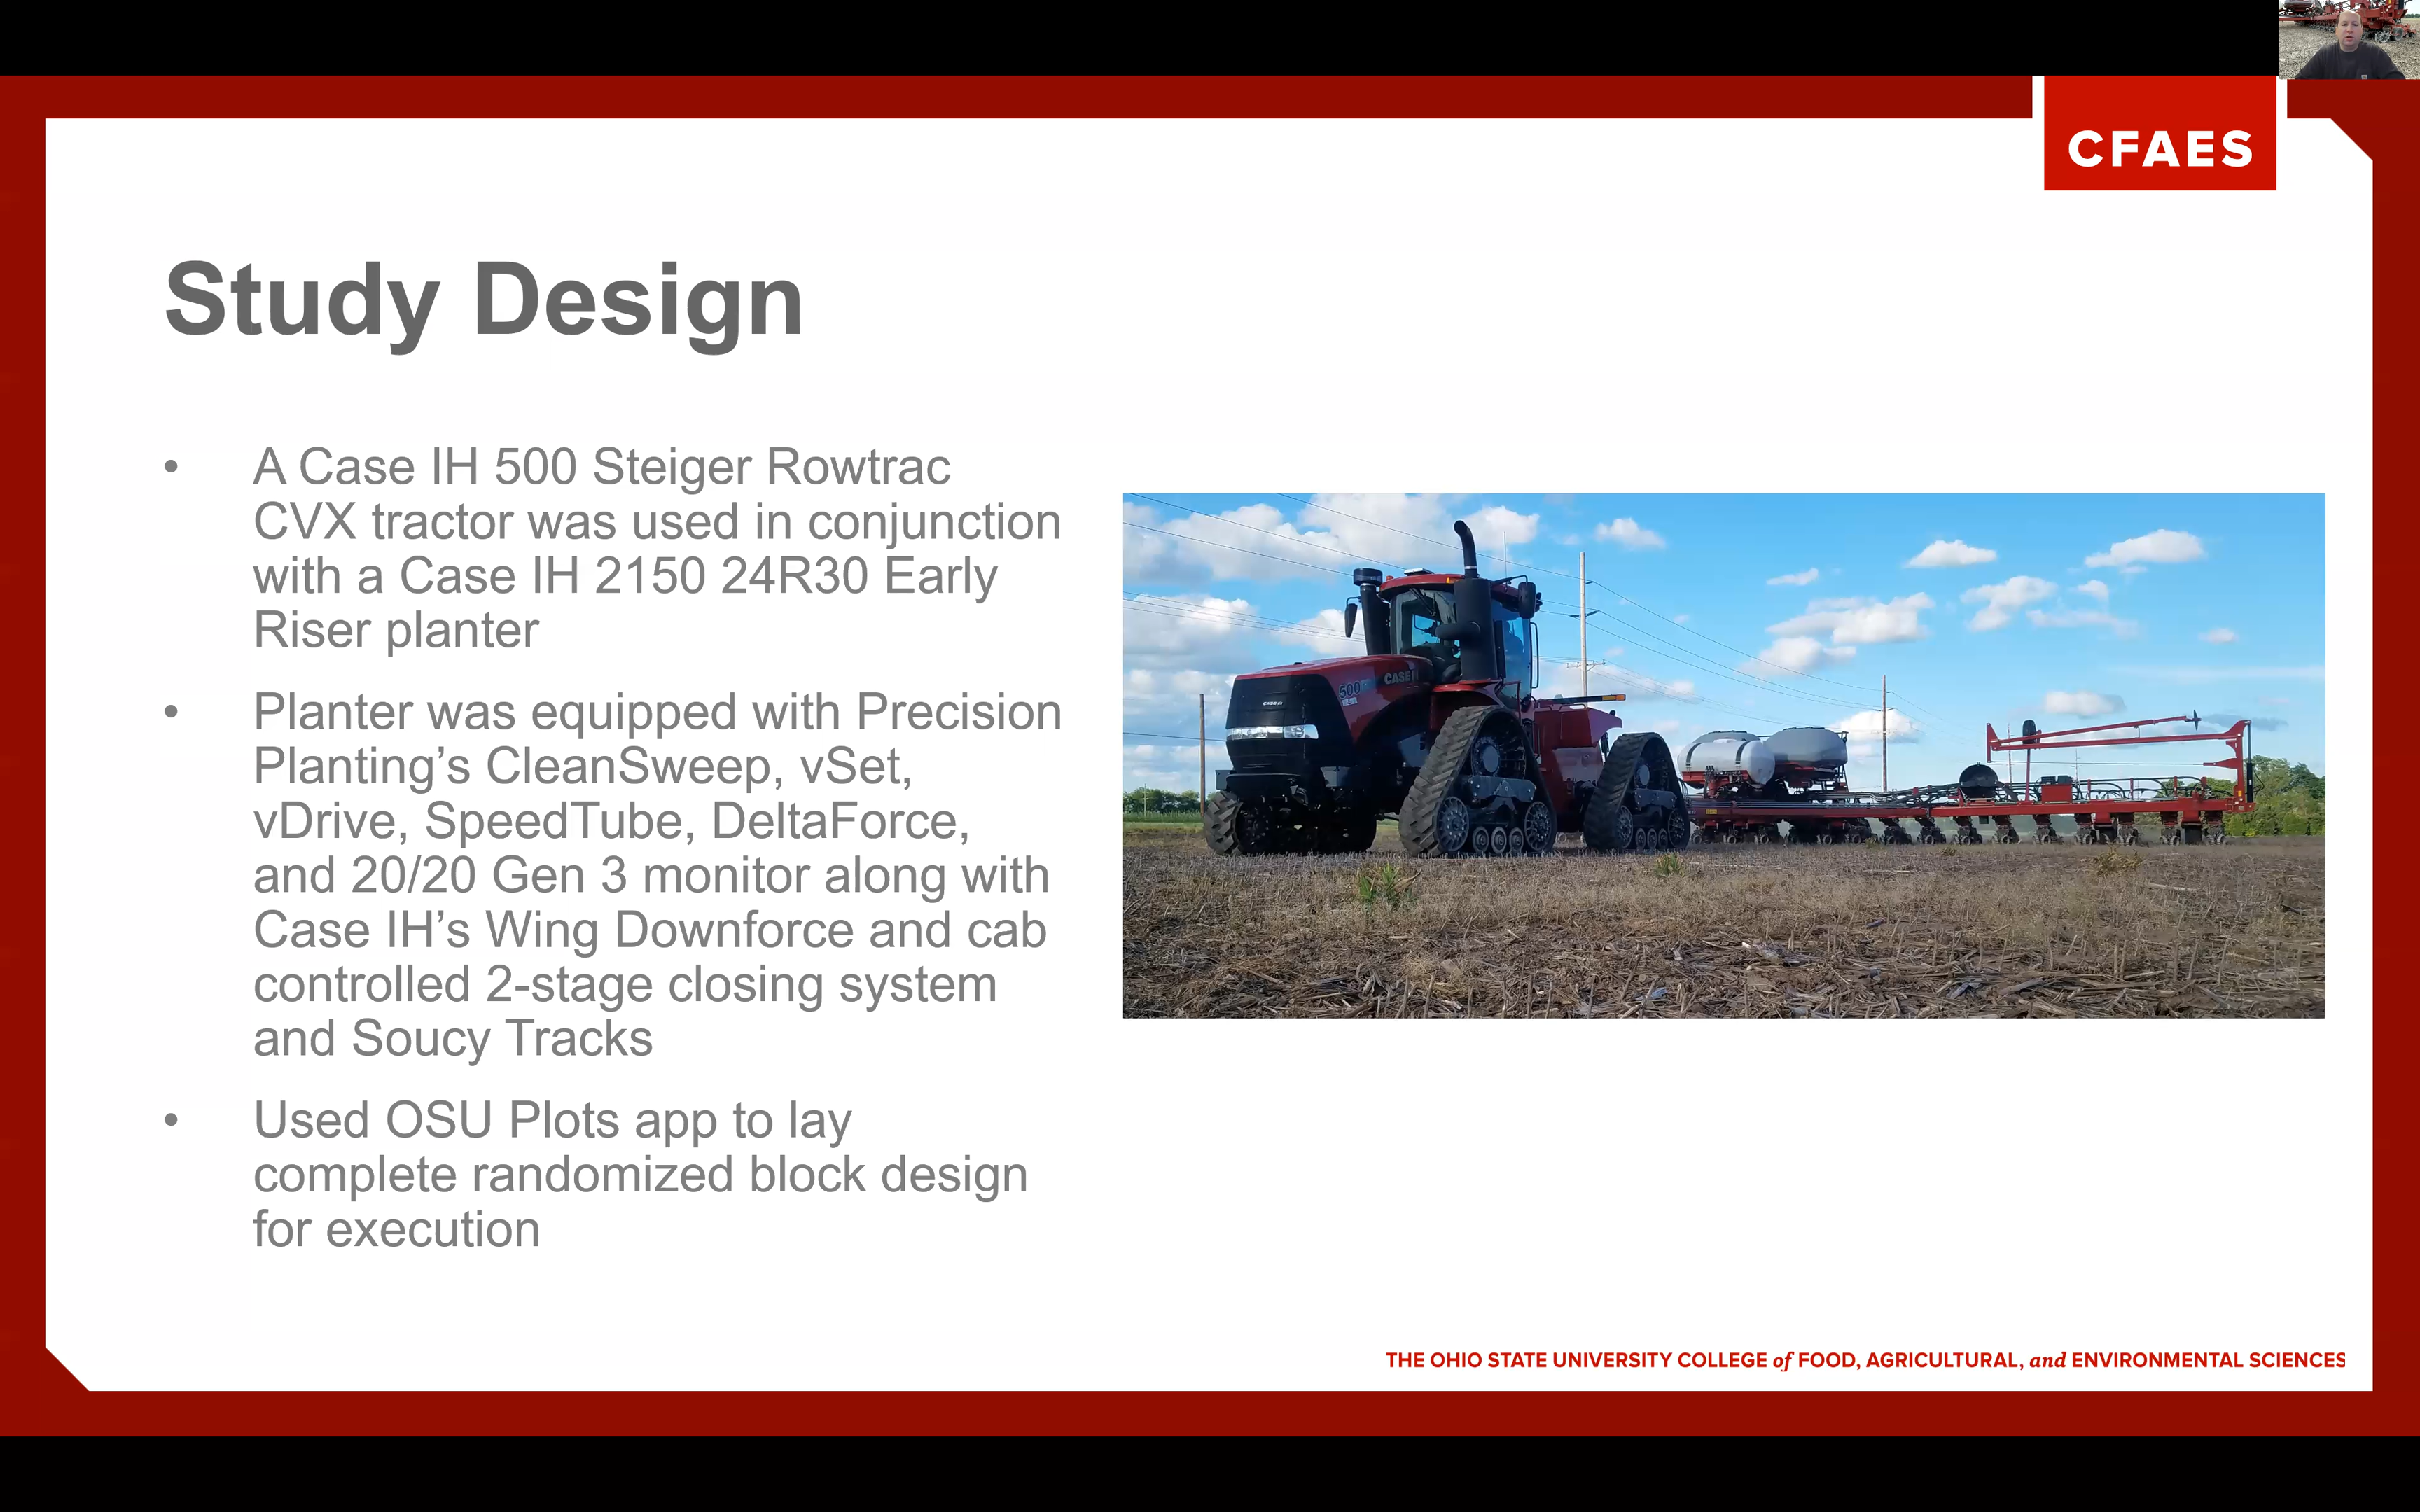 CFAES
Study Design
• A Case IH 500 Steiger Rowtrac
CVX tractor was used in conjunction
with a Case IH 2150 24R30 Early
Riser planter
• Planter was equipped with Precision
Planting’s CleanSweep, vSet,
vDrive, SpeedTube, DeltaForce,
and 20/20 Gen 3 monitor along with
Case IH’s Wing Downforce and cab
controlled 2-stage closing system
and Soucy Tracks
• Used OSU Plots app to lay
complete randomized block design
for execution
500
CASE IH
CASE IH
THE OHIO STATE UNIVERSITY COLLEGE of FOOD, AGRICULTURAL, and ENVIRONMENTAL SCIENCES